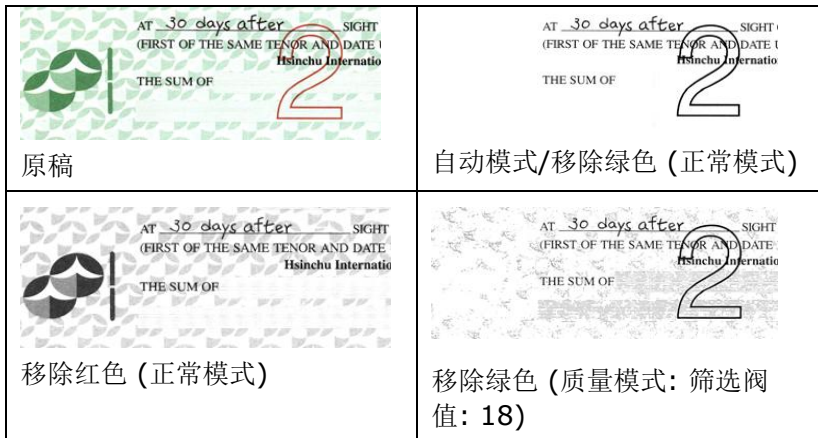 AT 30 days after SIGHT
(FIRST OF THE SAME TENOR AND DATE
Hsinchu Internatio
THE SUM OF
2
原稿
AT 30 days after SIGHT
(FIRST OF THE SAME TENOR AND DATE
Hsinchu Internatio
THE SUM OF
2
自动模式/移除绿色 (正常模式)
AT 30 days after SIGHT
(FIRST OF THE SAME TENOR AND DATE
Hsinchu Internatio
THE SUM OF
移除红色 (正常模式)
AT 30 days after SIGHT
(FIRST OF THE SAME TENOR AND DATE
Hsinchu Internatio
THE SUM OF
2
移除绿色 (质量模式: 筛选阀
值: 18)